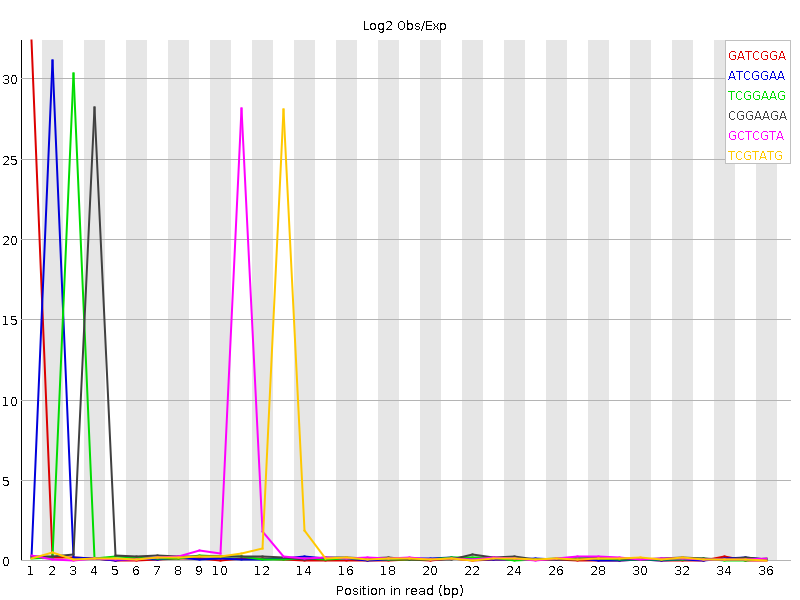 Log2 Obs/Exp
30
25
20
15
10
5
0
GATCGGA
ATCGGAA
TCGGAAG
CGGAAGA
GCTCGTA
TCGTATG
1 2 3 4 5 6 7 8 9 10 12 14 16 18 20 22 24 26 28 30 32 34 36
Position in read (bp)